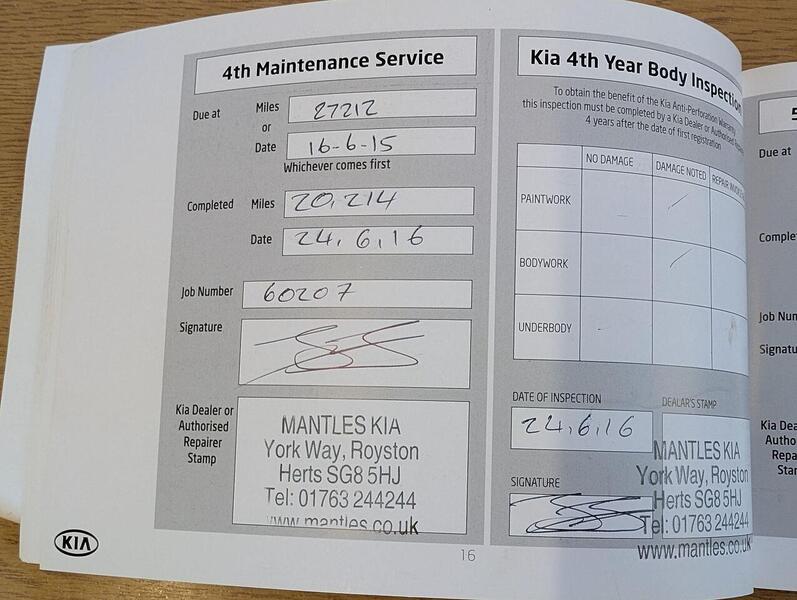 4th Maintenance Service
Due at Miles 27212
or
Date 16-6-15
Whichever comes first
Completed Miles 20,214
Date 24.6.16
Job Number 60207
Signature
Kia Dealer or
Authorised
Repairer
Stamp
MANTLES KIA
York Way, Royston
Herts SG8 5HJ
Tel: 01763 244244
www.mantles.co.uk
KIA
16
Kia 4th Year Body Inspection
To obtain the benefit of the Kia Anti-Perforation Warranty
this inspection must be completed by a Kia Dealer or Authorised
4 years after the date of first registration
NO DAMAGE DAMAGE NOTED REPAIR
PAINTWORK
BODYWORK
UNDERBODY
DATE OF INSPECTION DEALAR'S STAMP
24.6.16
SIGNATURE
MANTLES KIA
York Way, Royston
Herts SG8 5HJ
Tel: 01763 244244
www.mantles.co.uk
Due at